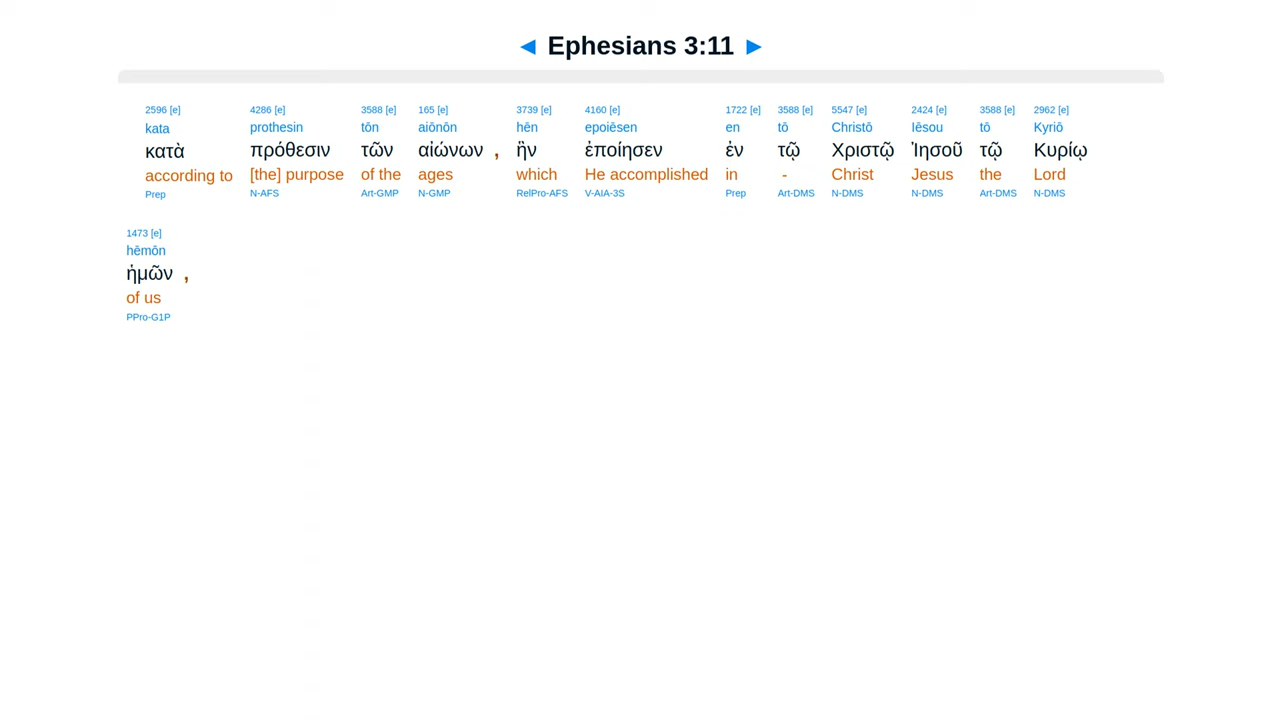 ◄ Ephesians 3:11 ►
2596 [e] 4286 [e] 3588 [e] 165 [e] 3739 [e] 4160 [e] 1722 [e] 3588 [e] 5547 [e] 2424 [e] 3588 [e] 2962 [e]
kata prothesin tōn aiōnōn hēn epoiēsen en tō Christō Iēsou tō Kyriō
κατὰ πρόθεσιν τῶν αἰώνων , ἣν ἐποίησεν ἐν τῷ Χριστῷ Ἰησοῦ τῷ Κυρίῳ
according to [the] purpose of the ages which He accomplished in - Christ Jesus the Lord
Prep N-AFS Art-GMP N-GMP RelPro-AFS V-AIA-3S Prep Art-DMS N-DMS N-DMS Art-DMS N-DMS
1473 [e]
hēmōn
ἡμῶν ,
of us
PPro-G1P